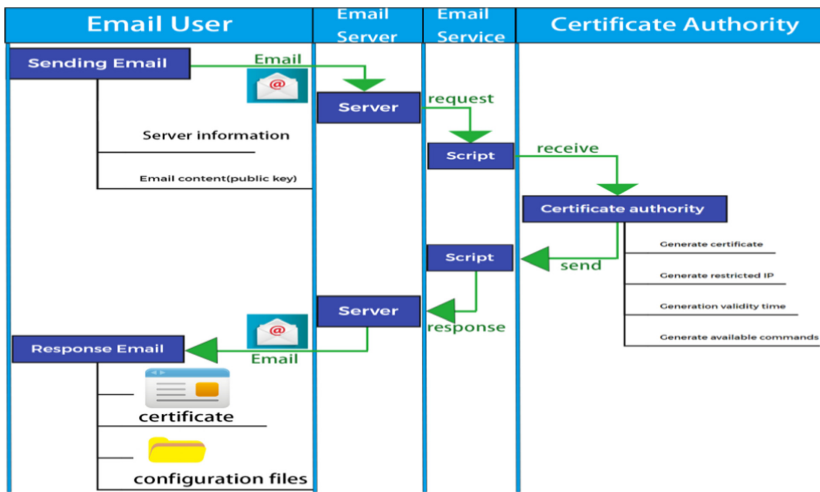 Email User
Email
Server
Email
Service
Certificate Authority
Sending Email
Email
@
Server
request
Server information
Script
receive
Email content(public key)
Certificate authority
Generate certificate
Script
send
Generate restricted IP
Server
Generation validity time
@
response
Response Email
Email
Generate available commands
certificate
configuration files